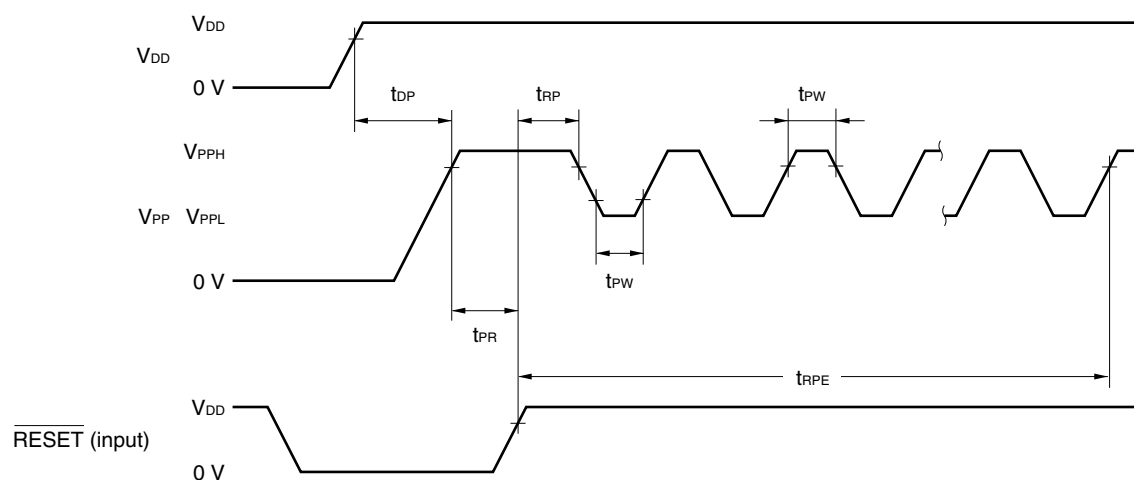 VDD
VDD
0 V
tDP
tRP
tPW
VPPH
VPP VPPL
tPW
0 V
tPR
tRPE
VDD
RESET (input)
0 V